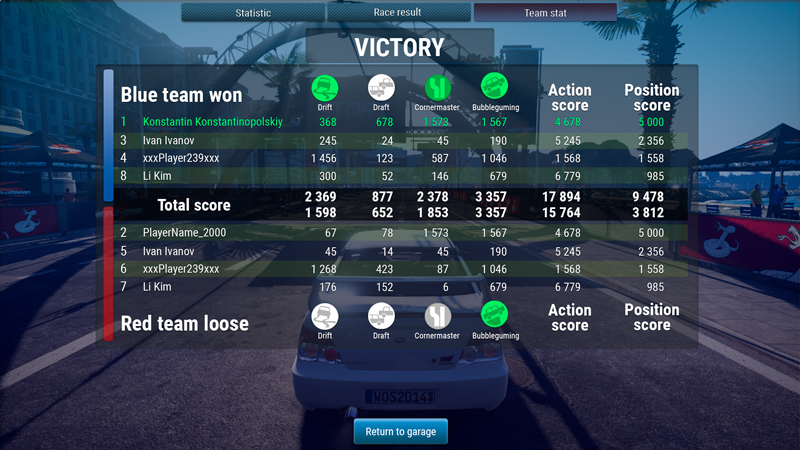 Statistic Race result Team stat
VICTORY
Blue team won Drift Draft Cornermaster Bubbleguming Action score Position score
1 Konstantin Konstantinopolskiy 368 678 1 573 1 567 4 678 5 000
3 Ivan Ivanov 245 24 45 190 5 245 2 356
4 xxxPlayer239xxx 1 456 123 587 1 046 1 568 1 558
8 Li Kim 300 52 146 679 6 779 985
Total score 2 369 877 2 378 3 357 17 894 9 478
1 598 652 1 853 3 357 15 764 3 812
2 PlayerName_2000 67 78 1 573 1 567 4 678 5 000
5 Ivan Ivanov 45 14 45 190 5 245 2 356
6 xxxPlayer239xxx 1 268 423 87 1 046 1 568 1 558
7 Li Kim 176 152 6 679 6 779 985
Red team loose Drift Draft Cornermaster Bubbleguming Action score Position score
WOS2014
Return to garage